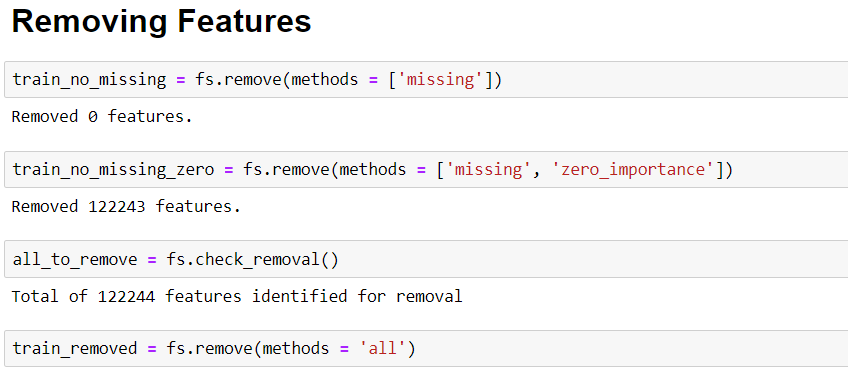 Removing Features
train_no_missing = fs.remove(methods = ['missing'])
Removed 0 features.
train_no_missing_zero = fs.remove(methods = ['missing', 'zero_importance'])
Removed 122243 features.
all_to_remove = fs.check_removal()
Total of 122244 features identified for removal
train_removed = fs.remove(methods = 'all')